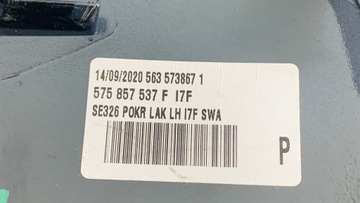 14/09/2020 563 573867 1
575 857 537 F I7F
SE326 POKR LAK LH I7F SWA
P